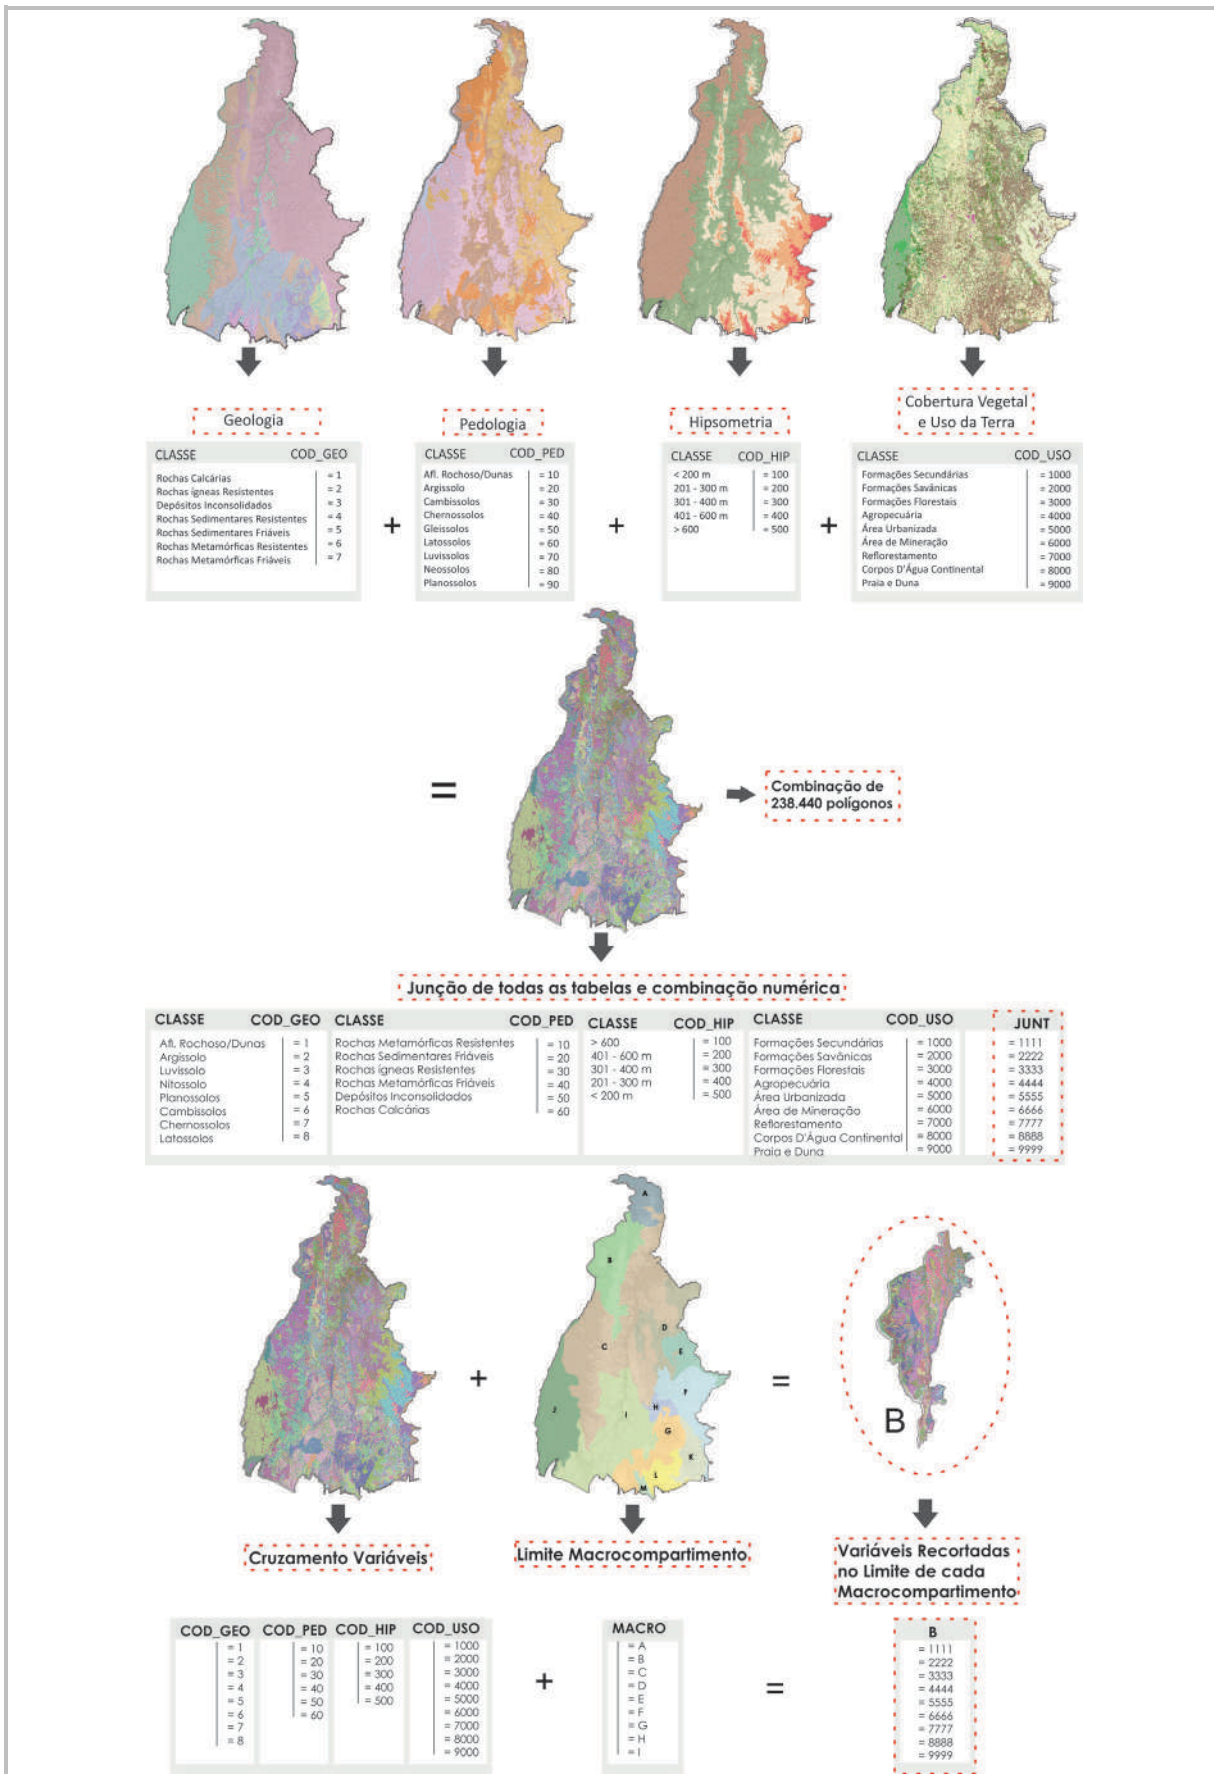 Geologia
CLASSE COD_GEO
Rochas Calcárias = 1
Rochas ígneas Resistentes = 2
Depósitos Inconsolidados = 3
Rochas Sedimentares Resistentes = 4
Rochas Sedimentares Friáveis = 5
Rochas Metamórficas Resistentes = 6
Rochas Metamórficas Friáveis = 7
+
Pedologia
CLASSE COD_PED
Afl. Rochoso/Dunas = 10
Argissolo = 20
Cambissolos = 30
Chernossolos = 40
Gleissolos = 50
Latossolos = 60
Luvissolos = 70
Neossolos = 80
Planossolos = 90
+
Hipsometria
CLASSE COD_HIP
< 200 m = 100
201 - 300 m = 200
301 - 400 m = 300
401 - 600 m = 400
> 600 = 500
+
Cobertura Vegetal
e Uso da Terra
CLASSE COD_USO
Formações Secundárias = 1000
Formações Savânicas = 2000
Formações Florestais = 3000
Agropecuária = 4000
Área Urbanizada = 5000
Área de Mineração = 6000
Reflorestamento = 7000
Corpos D'Água Continental = 8000
Praia e Duna = 9000
=
Combinação de
238.440 polígonos
Junção de todas as tabelas e combinação numérica
CLASSE COD_GEO
Afl. Rochoso/Dunas = 1
Argissolo = 2
Luvissolo = 3
Nitossolo = 4
Planossolos = 5
Cambissolos = 6
Chernossolos = 7
Latossolos = 8
CLASSE COD_PED
Rochas Metamórficas Resistentes = 10
Rochas Sedimentares Friáveis = 20
Rochas ígneas Resistentes = 30
Rochas Metamórficas Friáveis = 40
Depósitos Inconsolidados = 50
Rochas Calcárias = 60
CLASSE COD_HIP
> 600 = 100
401 - 600 m = 200
301 - 400 m = 300
201 - 300 m = 400
< 200 m = 500
CLASSE COD_USO
Formações Secundárias = 1000
Formações Savânicas = 2000
Formações Florestais = 3000
Agropecuária = 4000
Área Urbanizada = 5000
Área de Mineração = 6000
Reflorestamento = 7000
Corpos D'Água Continental = 8000
Praia e Duna = 9000
JUNT
= 1111
= 2222
= 3333
= 4444
= 5555
= 6666
= 7777
= 8888
= 9999
+
A
B
C
D
E
F
H
J
I
G
K
L
M
=
B
Cruzamento Variáveis
Limite Macrocompartimento
Variáveis Recortadas
no Limite de cada
Macrocompartimento
COD_GEO
= 1
= 2
= 3
= 4
= 5
= 6
= 7
= 8
COD_PED
= 10
= 20
= 30
= 40
= 50
= 60
COD_HIP
= 100
= 200
= 300
= 400
= 500
COD_USO
= 1000
= 2000
= 3000
= 4000
= 5000
= 6000
= 7000
= 8000
= 9000
+
MACRO
= A
= B
= C
= D
= E
= F
= G
= H
= I
=
B
= 1111
= 2222
= 3333
= 4444
= 5555
= 6666
= 7777
= 8888
= 9999